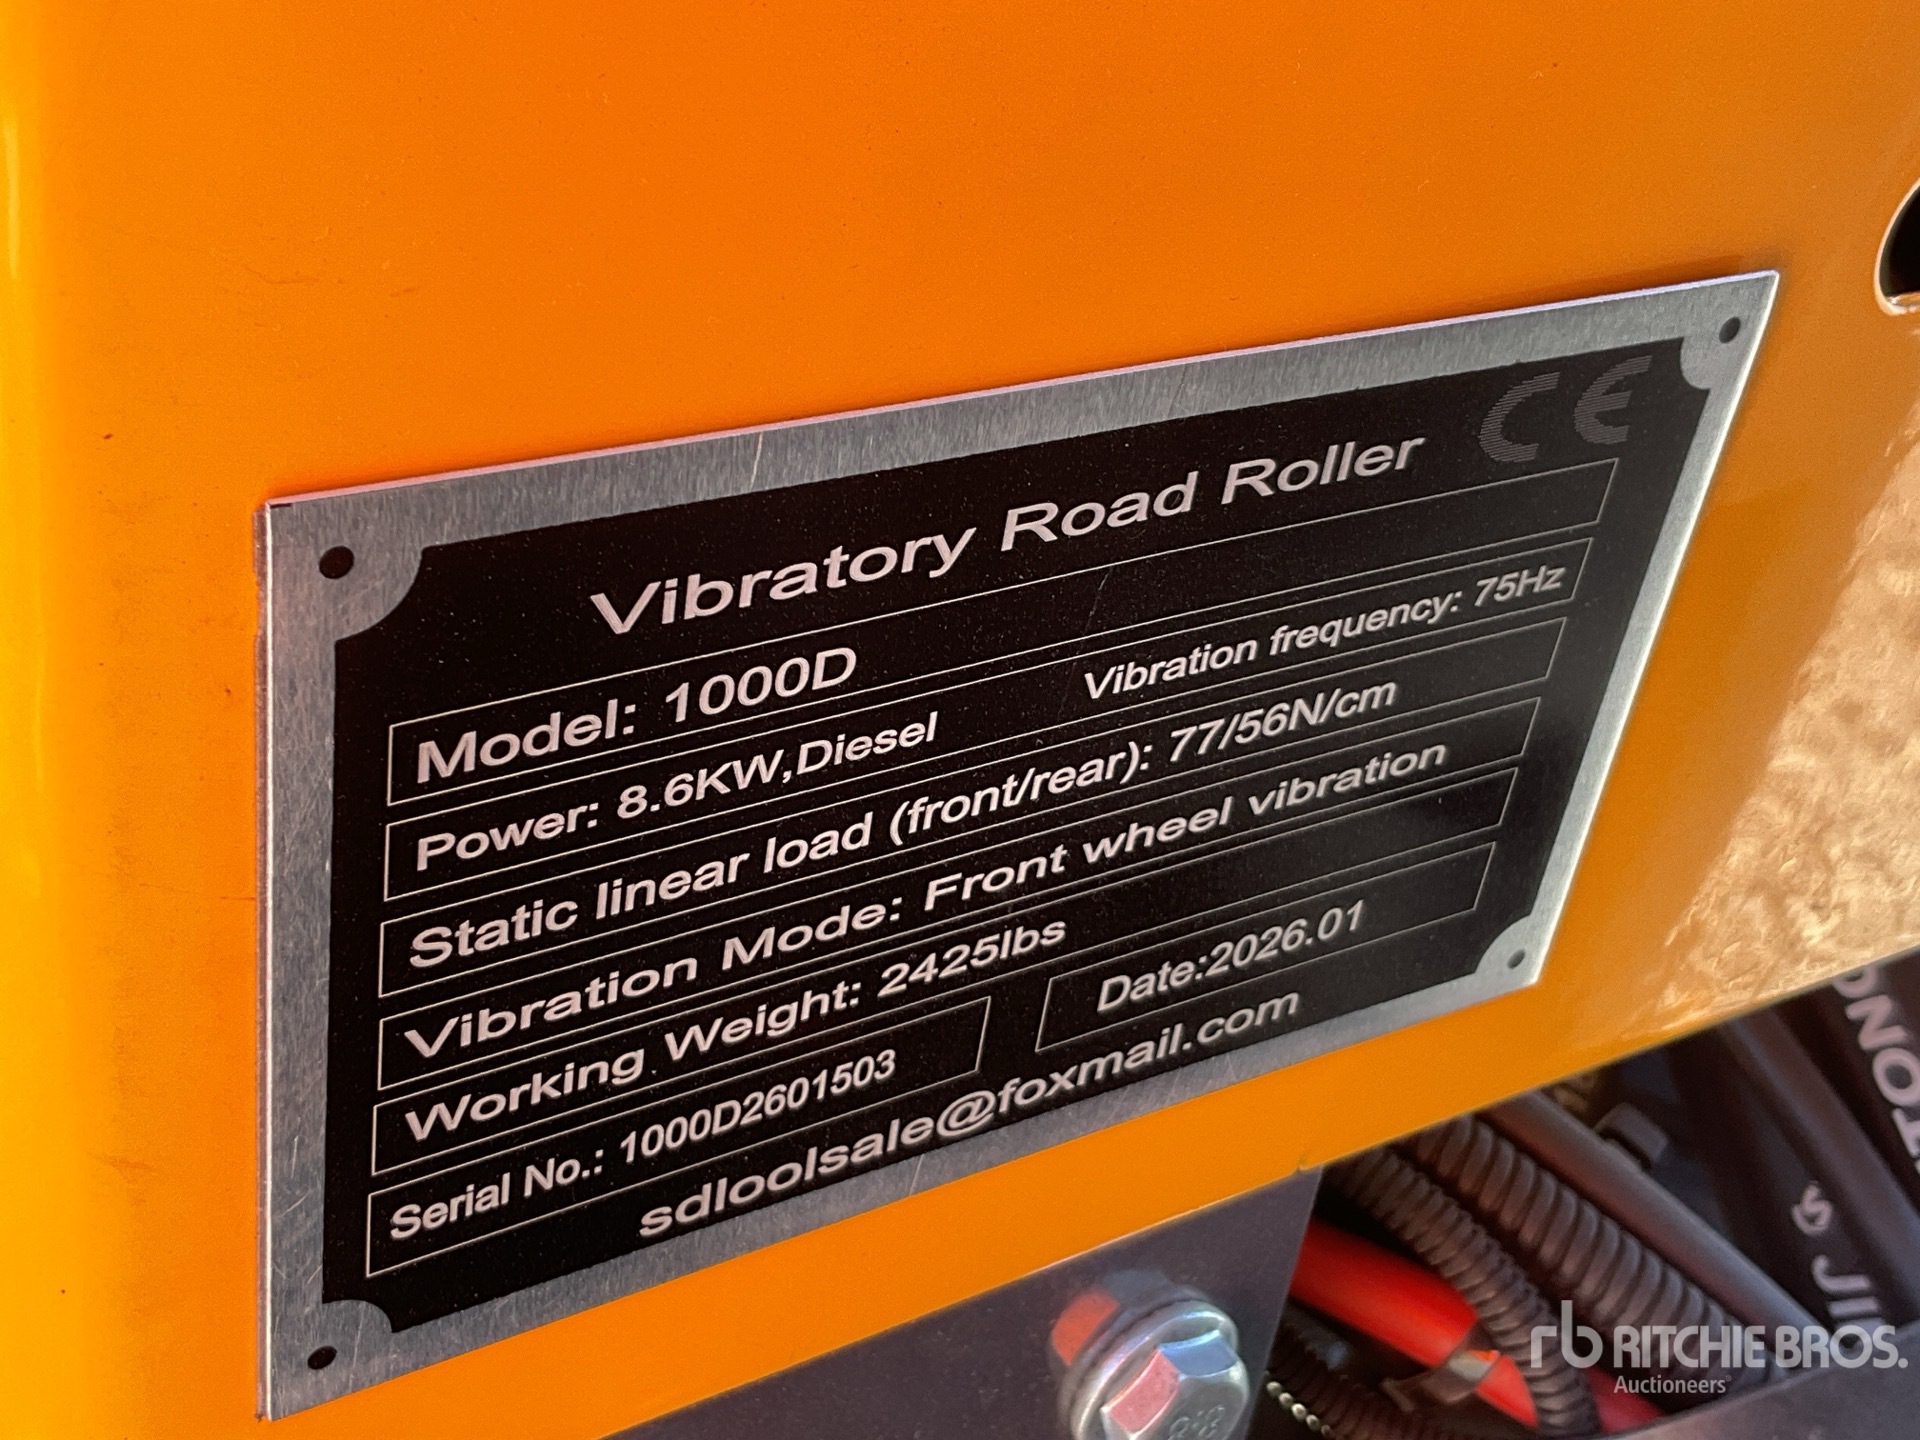 CE
Vibratory Road Roller
Model: 1000D
Power: 8.6KW,Diesel Vibration frequency: 75Hz
Static linear load (front/rear): 77/56N/cm
Vibration Mode: Front wheel vibration
Working Weight: 2425lbs
Serial No.: 1000D2601503 Date:2026.01
sdloolsale@foxmail.com
rb RITCHIE BROS.
Auctioneers